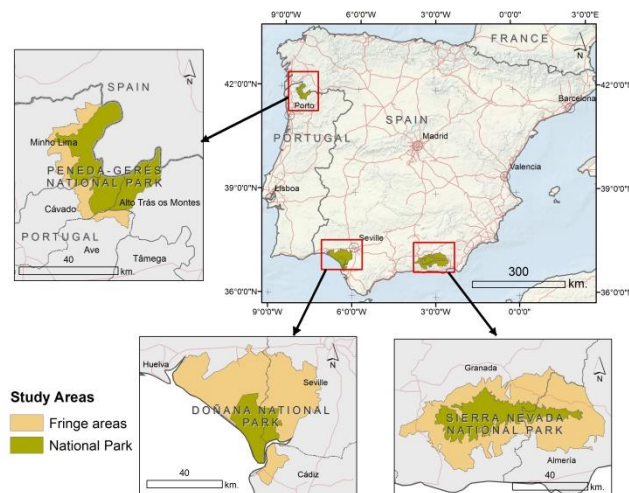 9°0'0"W
6°0'0"W
3°0'0"W
0°0'0"
FRANCE
42°0'0"N
42°0'0"N
Porto
Barcelona
SPAIN
PORTUGAL
Madrid
Valencia
39°0'0"N
39°0'0"N
Lisboa
Seville
300
km.
36°0'0"N
36°0'0"N
9°0'0"W
6°0'0"W
3°0'0"W
0°0'0"
3°0'0"E
SPAIN
N
Minho Lima
PENEDA-GERÊS
NATIONAL PARK
Alto Trás os Montes
Cávado
PORTUGAL
Ave
Tâmega
40
km.
Huelva
N
Seville
DOÑANA NATIONAL
PARK
Cádiz
40
km.
Granada
N
SIERRA NEVADA
NATIONAL PARK
Almería
40
km.
Study Areas
Fringe areas
National Park